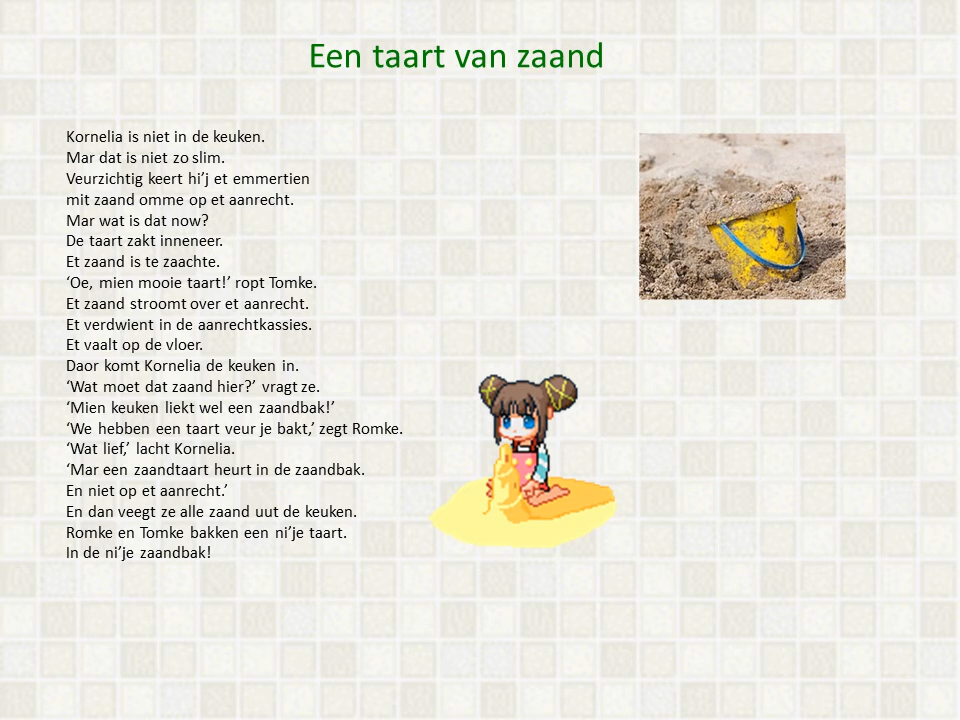 Een taart van zaand
Kornelia is niet in de keuken.
Mar dat is niet zo slim.
Veurzichtig keert hi’j et emmertien
mit zaand omme op et aanrecht.
Mar wat is dat now?
De taart zakt inneneer.
Et zaand is te zaachte.
‘Oe, mien mooie taart!’ ropt Tomke.
Et zaand stroomt over et aanrecht.
Et verdwient in de aanrechtkassies.
Et vaalt op de vloer.
Daor komt Kornelia de keuken in.
‘Wat moet dat zaand hier?’ vragt ze.
‘Mien keuken liekt wel een zaandbak!’
‘We hebben een taart veur je bakt,’ zegt Romke.
‘Wat lief,’ lacht Kornelia.
‘Mar een zaandtaart heurt in de zaandbak.
En niet op et aanrecht.’
En dan veegt ze alle zaand uut de keuken.
Romke en Tomke bakken een ni’je taart.
In de ni’je zaandbak!